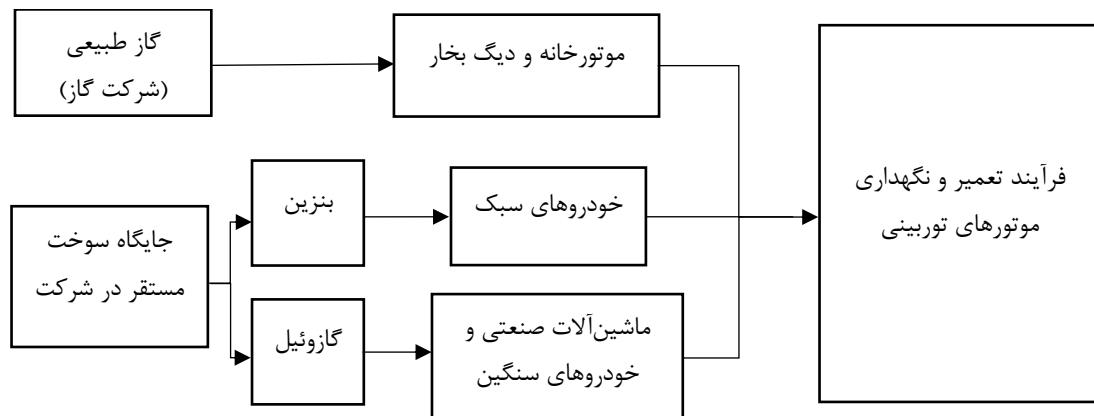 گاز طبیعی
(شرکت گاز)
موتورخانه و دیگ بخار
فرآیند تعمیر و نگهداری
موتورهای توربینی
بنزین
خودروهای سبک
جایگاه سوخت
مستقر در شرکت
گازوئیل
ماشین‌آلات صنعتی و
خودروهای سنگین